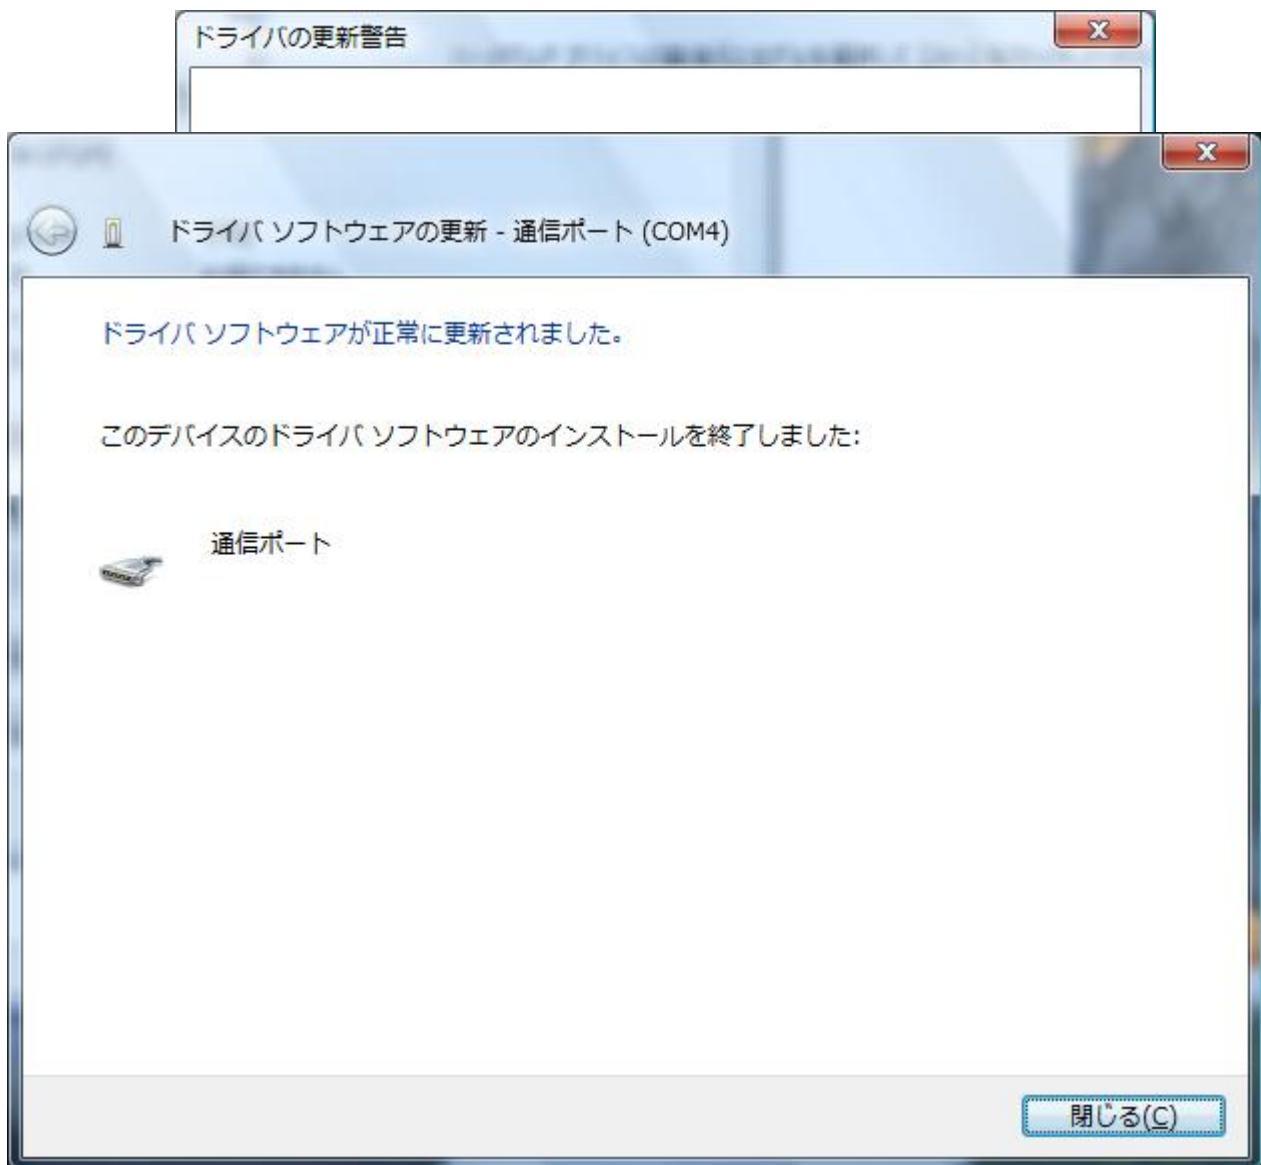 ドライバの更新警告
ドライバ ソフトウェアの更新 - 通信ポート (COM4)
ドライバ ソフトウェアが正常に更新されました。
このデバイスのドライバ ソフトウェアのインストールを終了しました:
通信ポート
閉じる(C)